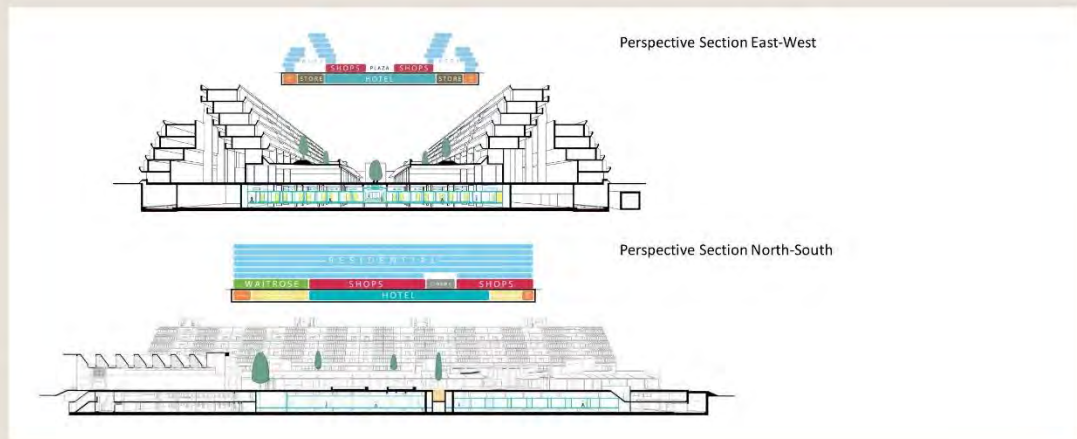 Perspective Section East-West
SHOPS PLAZA SHOPS
STORE HOTEL STORE
Perspective Section North-South
RESIDENTIAL
WAITROSE SHOPS CINEMA SHOPS
HOTEL